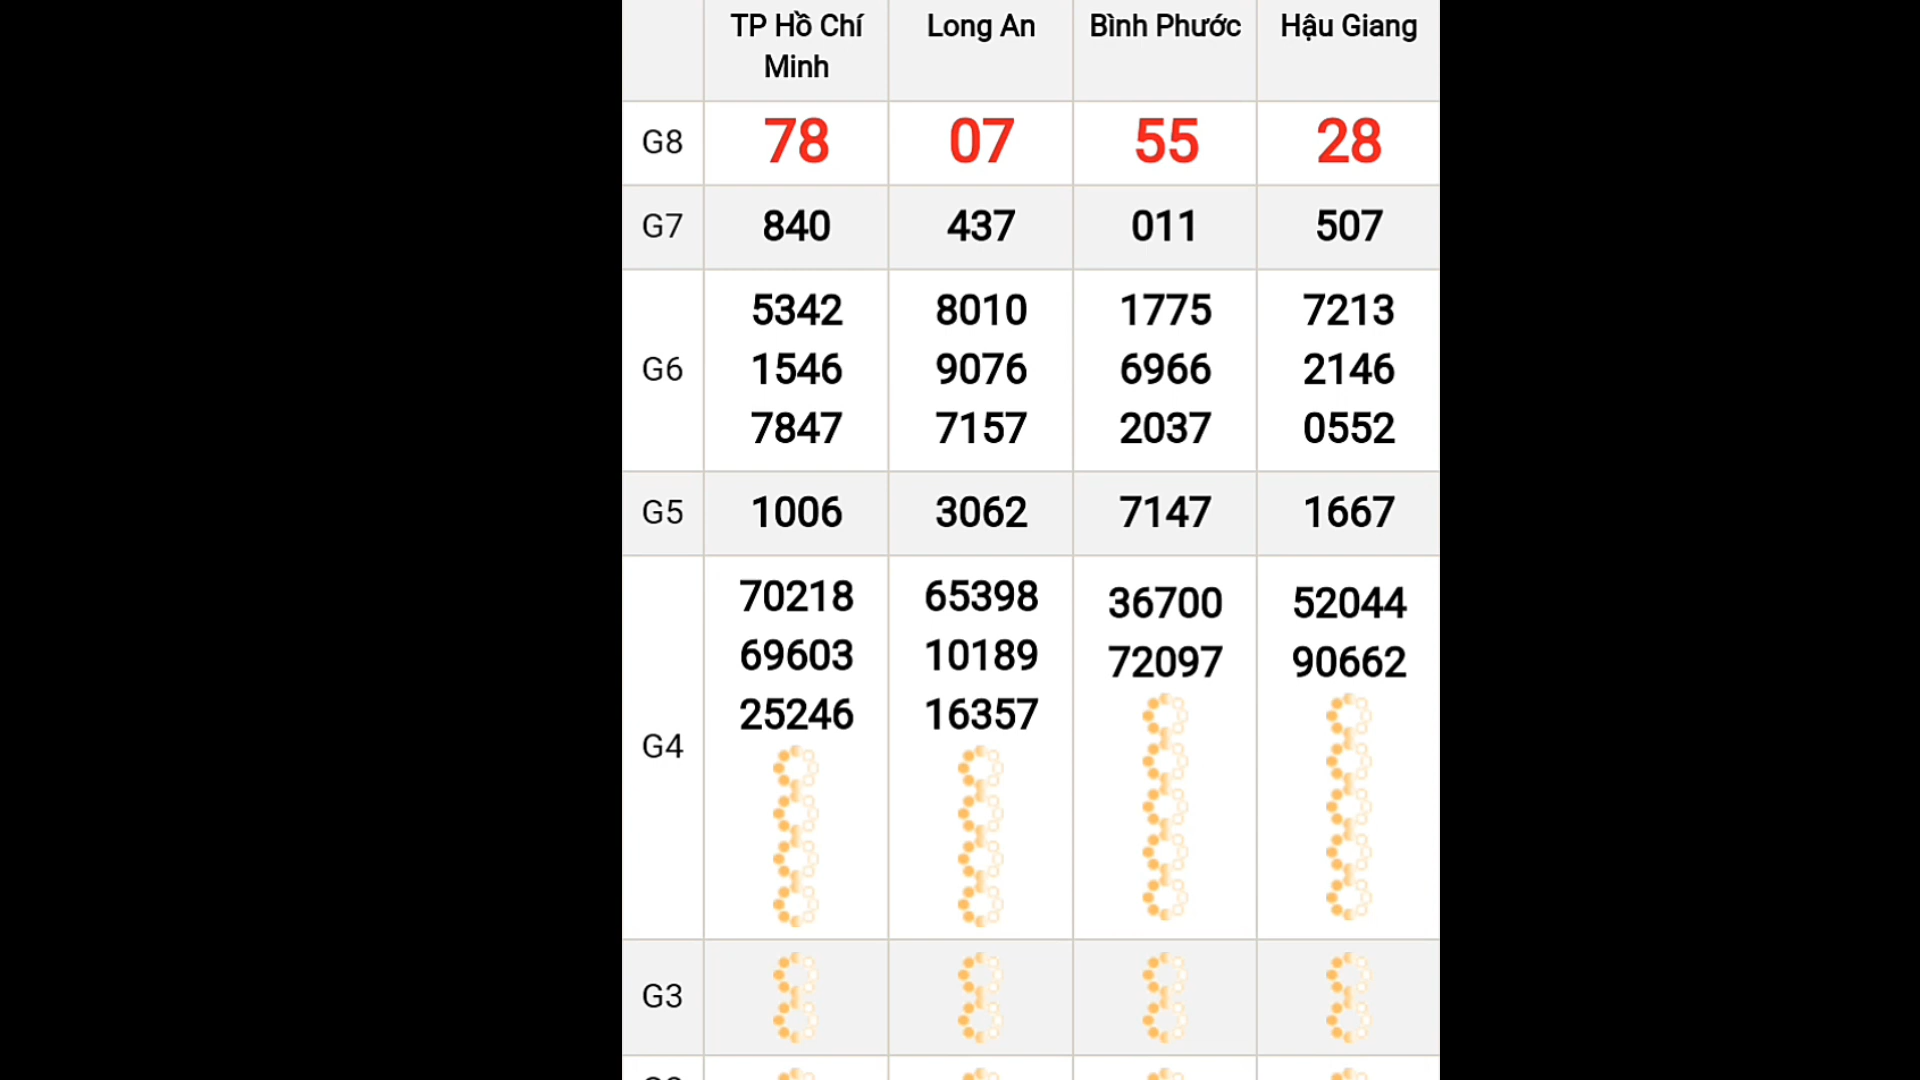 TP Hồ Chí Minh Long An Bình Phước Hậu Giang
G8 78 07 55 28
G7 840 437 011 507
5342 8010 1775 7213
G6 1546 9076 6966 2146
7847 7157 2037 0552
G5 1006 3062 7147 1667
70218 65398 36700 52044
69603 10189 72097 90662
25246 16357
G4
G3